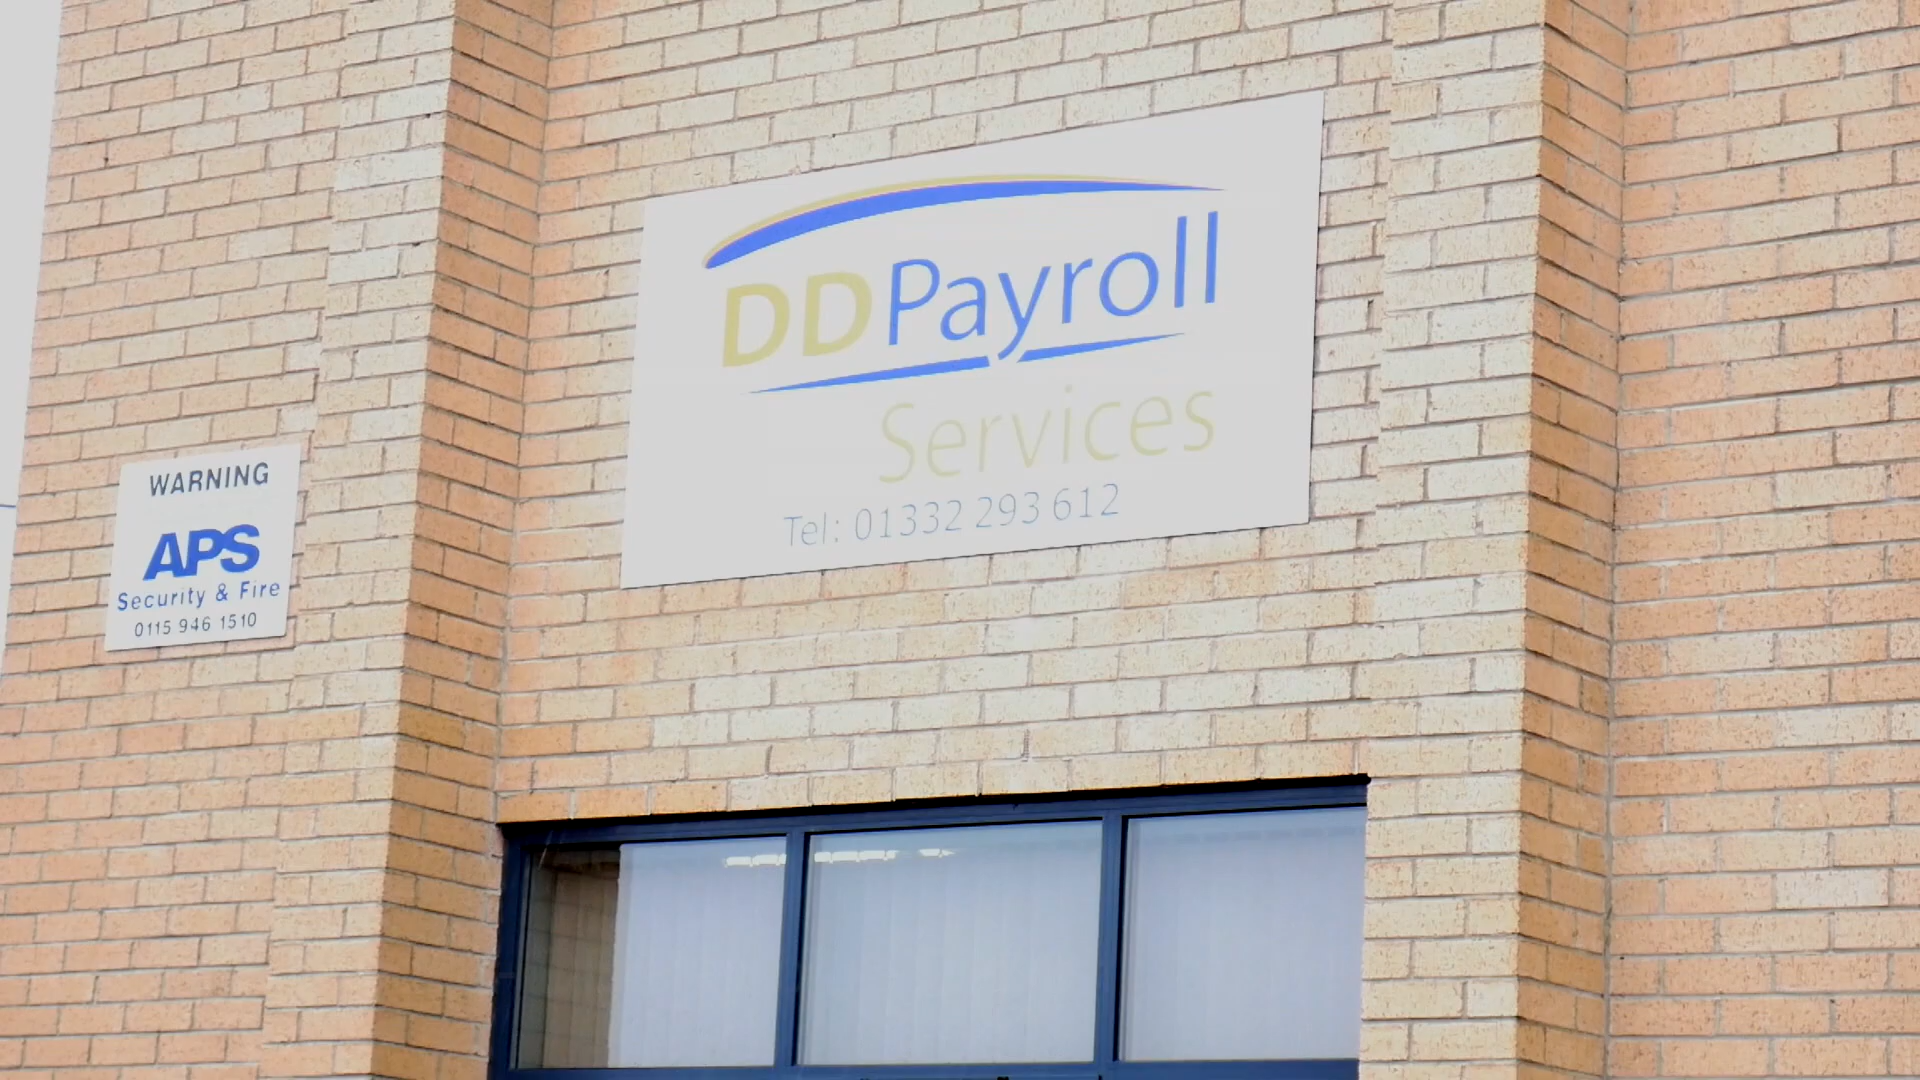 DDPayroll
Services
Tel: 01332 293 612
WARNING
APS
Security & Fire
0115 946 1510